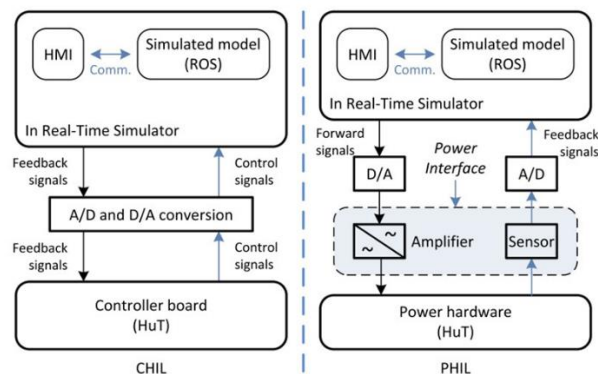 HMI
Comm.
Simulated model
(ROS)
In Real-Time Simulator
Feedback
signals
Control
signals
A/D and D/A conversion
Feedback
signals
Control
signals
Controller board
(HuT)
CHIL
HMI
Comm.
Simulated model
(ROS)
In Real-Time Simulator
Forward
signals
Power
Interface
Feedback
signals
D/A
A/D
~
~
Amplifier
Sensor
Power hardware
(HuT)
PHIL